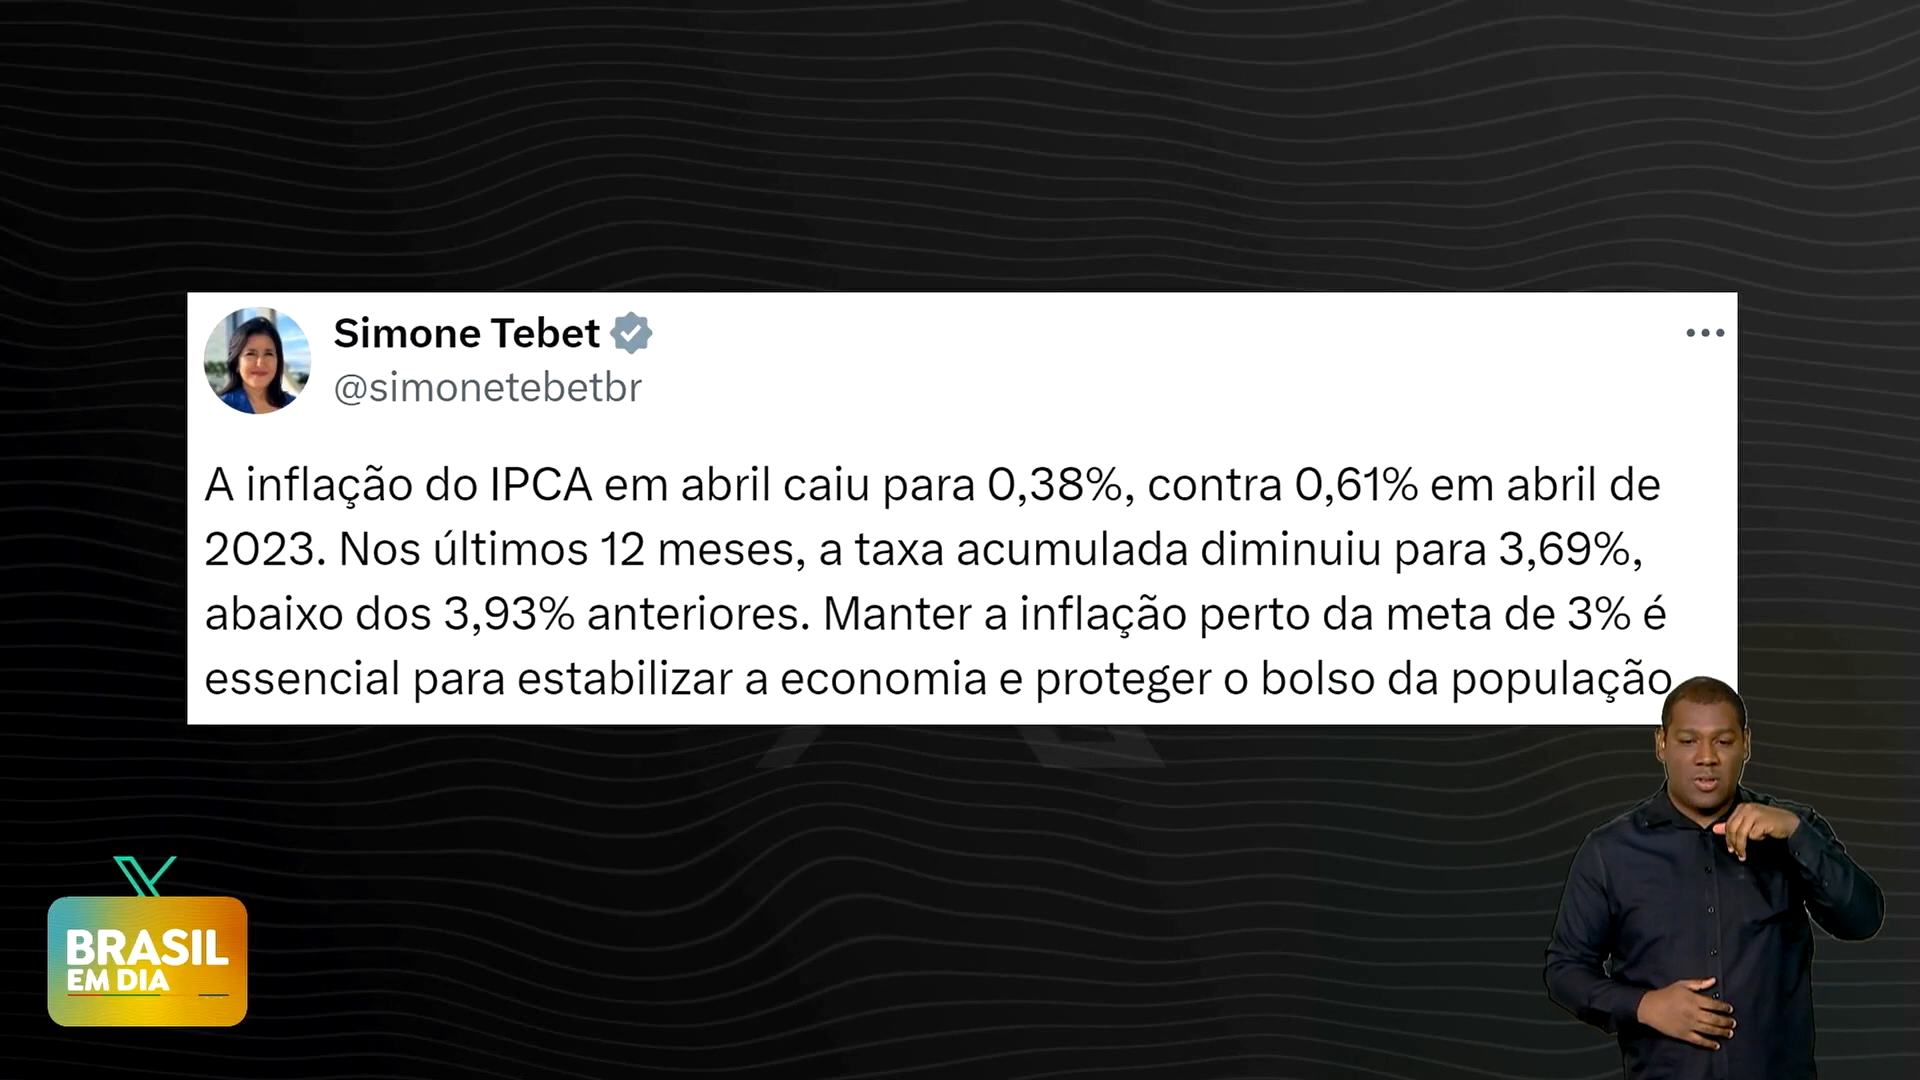 Simone Tebet
@simonetebetbr
A inflação do IPCA em abril caiu para 0,38%, contra 0,61% em abril de
2023. Nos últimos 12 meses, a taxa acumulada diminuiu para 3,69%,
abaixo dos 3,93% anteriores. Manter a inflação perto da meta de 3% é
essencial para estabilizar a economia e proteger o bolso da população
BRASIL
EM DIA